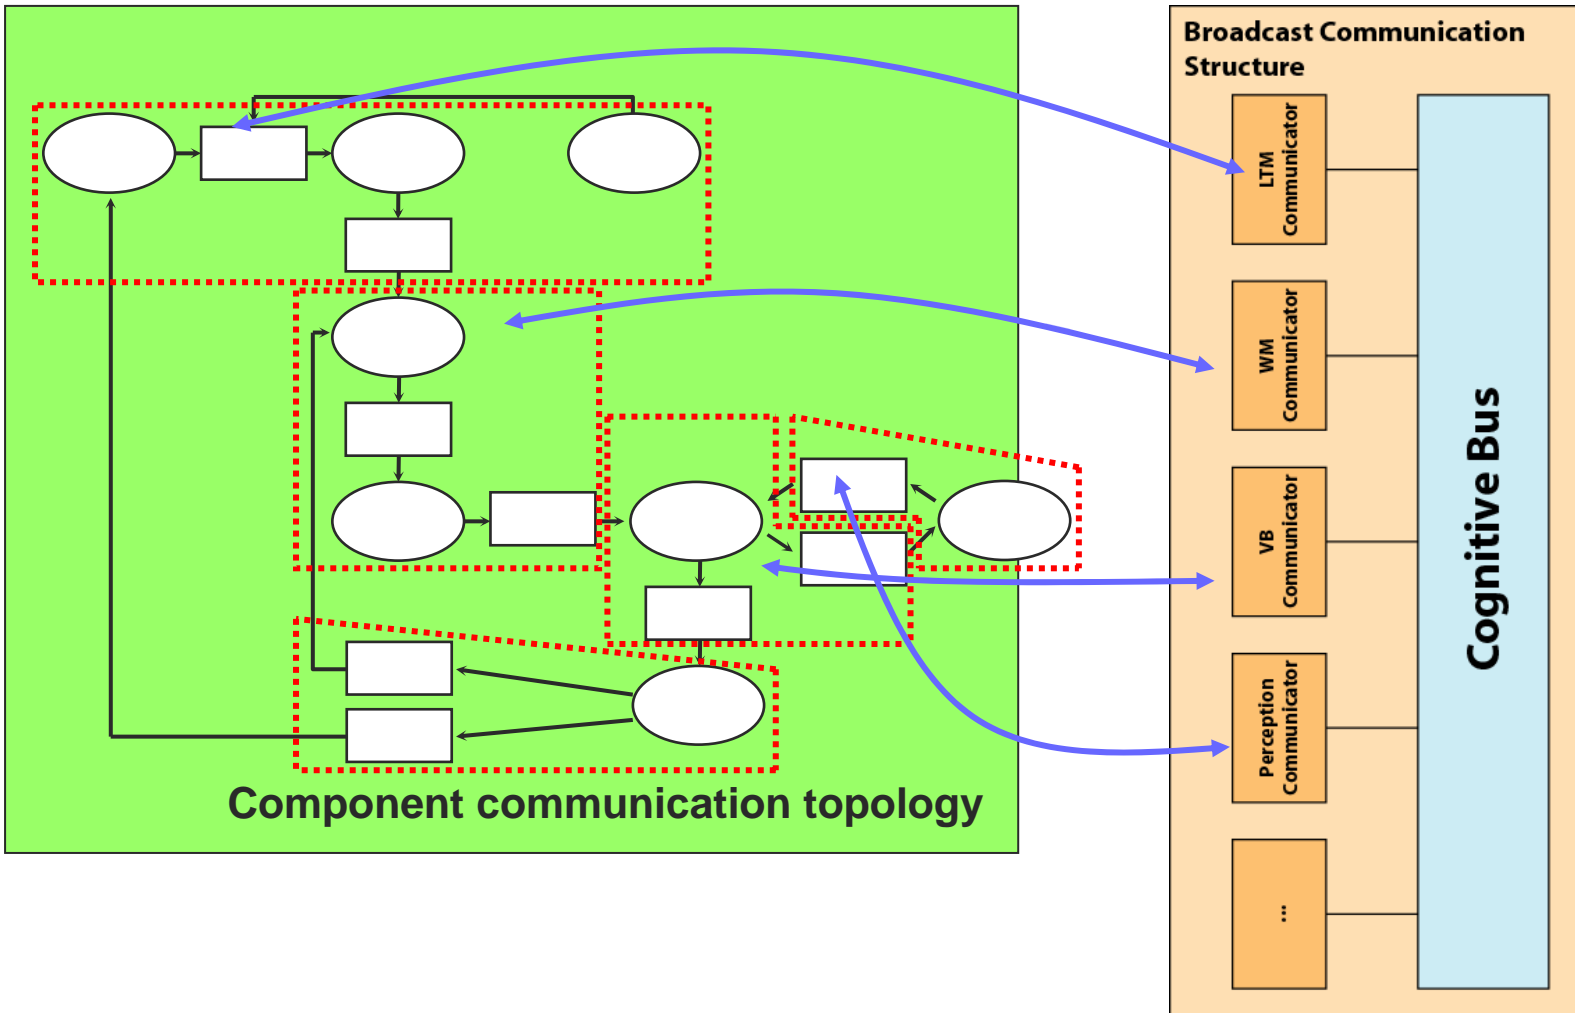 Broadcast Communication
Structure
LTM
Communicator
WM
Communicator
VB
Communicator
Perception
Communicator
...
Cognitive Bus
Component communication topology